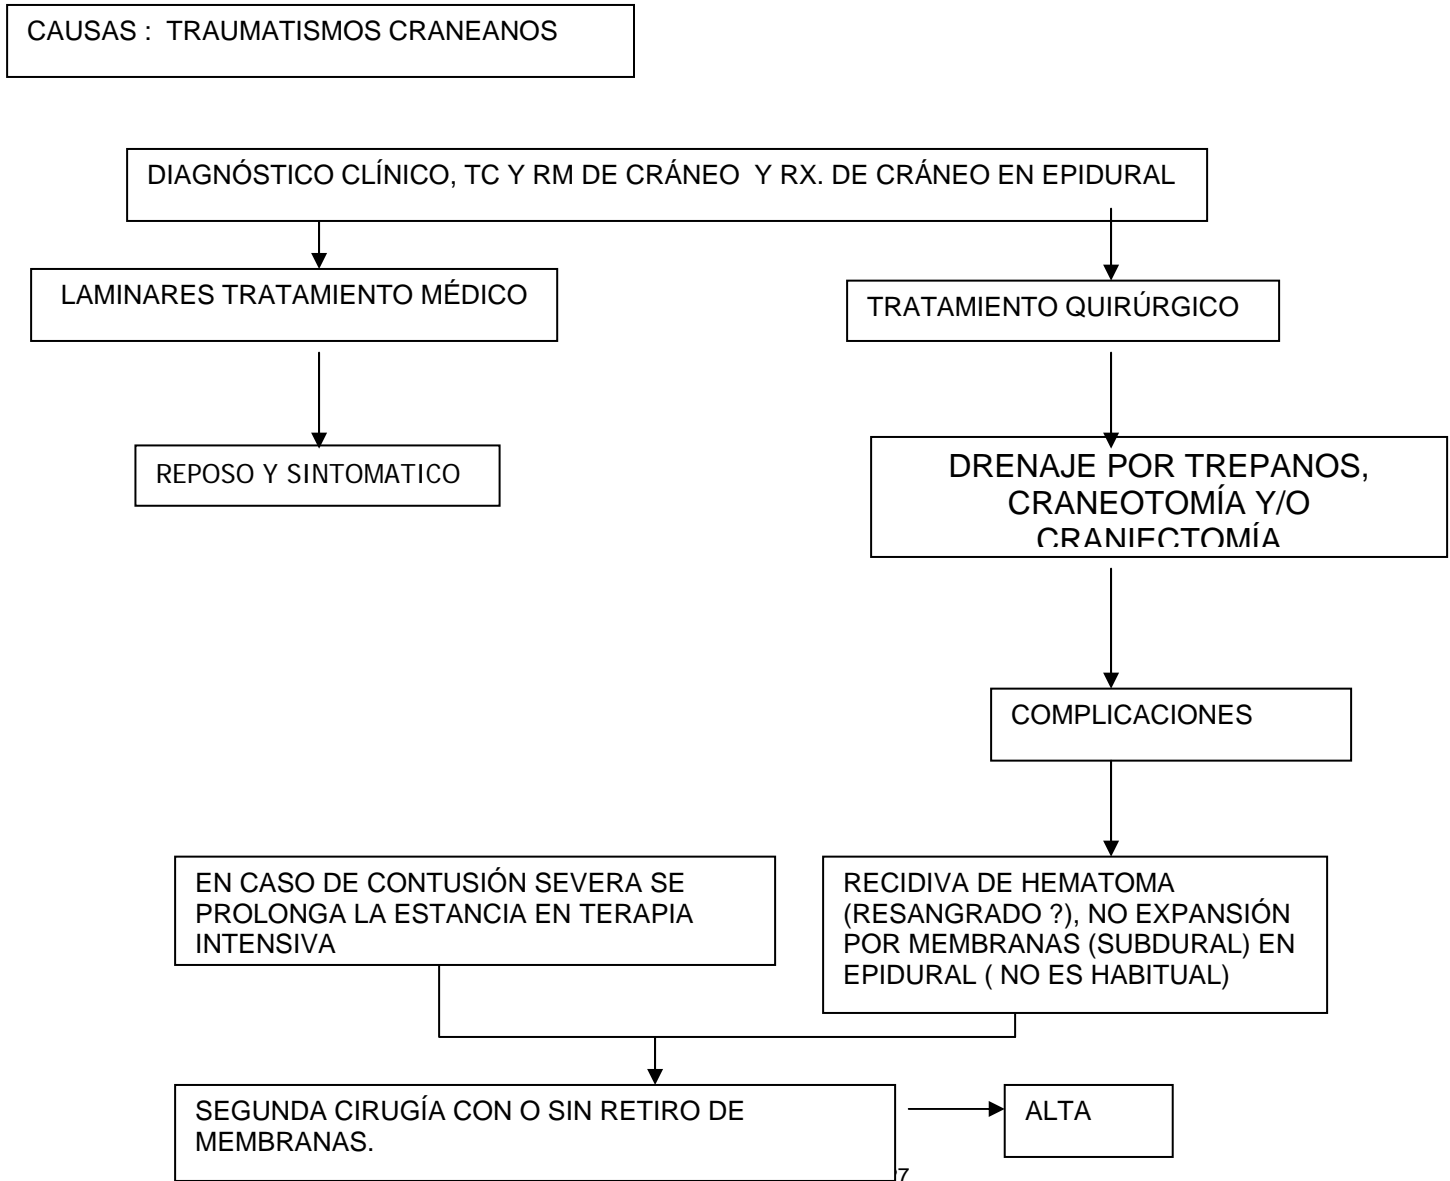 CAUSAS : TRAUMATISMOS CRANEANOS
DIAGNÓSTICO CLÍNICO, TC Y RM DE CRÁNEO Y RX. DE CRÁNEO EN EPIDURAL
LAMINARES TRATAMIENTO MÉDICO
TRATAMIENTO QUIRÚRGICO
REPOSO Y SINTOMATICO
DRENAJE POR TREPANOS,
CRANEOTOMÍA Y/O
CRANIECTOMÍA
COMPLICACIONES
EN CASO DE CONTUSIÓN SEVERA SE
PROLONGA LA ESTANCIA EN TERAPIA
INTENSIVA
RECIDIVA DE HEMATOMA
(RESANGRADO ?), NO EXPANSIÓN
POR MEMBRANAS (SUBDURAL) EN
EPIDURAL ( NO ES HABITUAL)
SEGUNDA CIRUGÍA CON O SIN RETIRO DE
MEMBRANAS.
ALTA